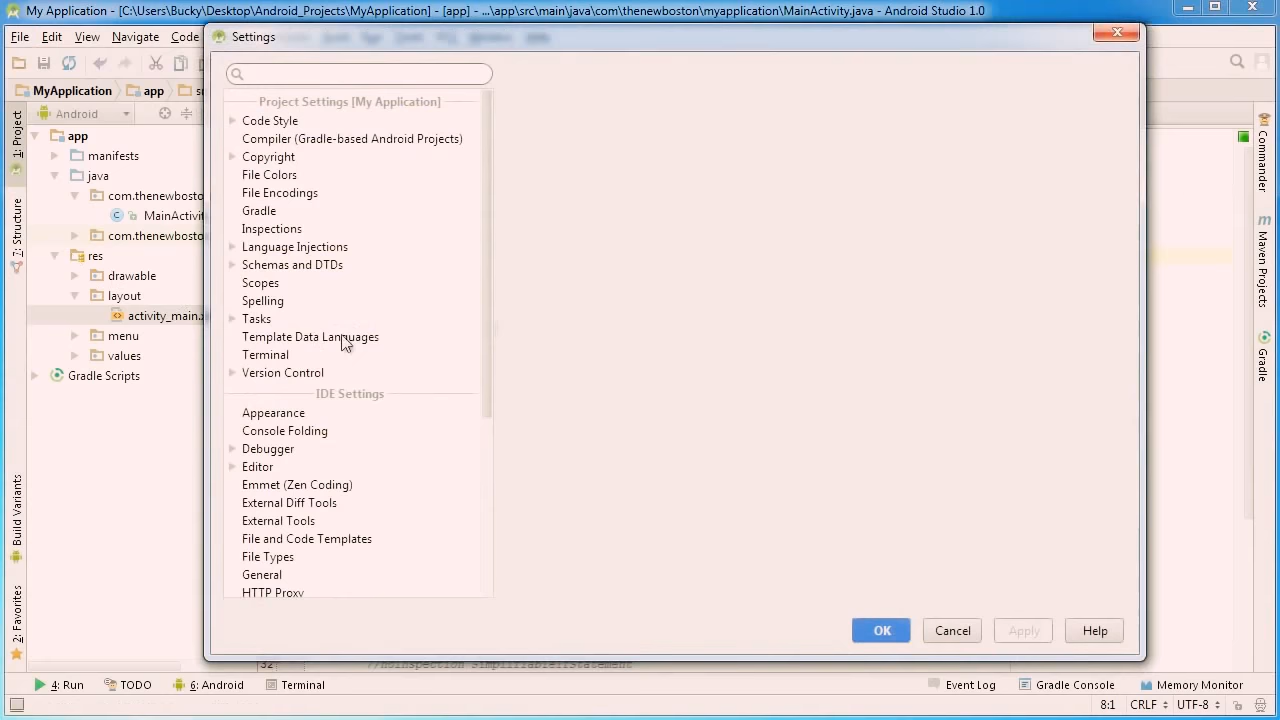 My Application - [C:\Users\Bucky\Desktop\Android_Projects\MyApplication] - [app] - ...\app\src\main\java\com\thenewboston\myapplication\MainActivity.java - Android Studio 1.0
File Edit View Navigate Code
Settings
MyApplication app
Android
1: Project
7: Structure
Build Variants
2: Favorites
app
manifests
java
com.thenewbosto
MainActivit
com.thenewbosto
res
drawable
layout
activity_main.x
menu
values
Gradle Scripts
Project Settings [My Application]
Code Style
Compiler (Gradle-based Android Projects)
Copyright
File Colors
File Encodings
Gradle
Inspections
Language Injections
Schemas and DTDs
Scopes
Spelling
Tasks
Template Data Languages
Terminal
Version Control
IDE Settings
Appearance
Console Folding
Debugger
Editor
Emmet (Zen Coding)
External Diff Tools
External Tools
File and Code Templates
File Types
General
HTTP Proxy
OK Cancel Apply Help
Commander
Maven Projects
Gradle
32 //noinspection SimplifiableIfStatement
4: Run TODO 6: Android Terminal Event Log Gradle Console Memory Monitor
8:1 CRLF UTF-8